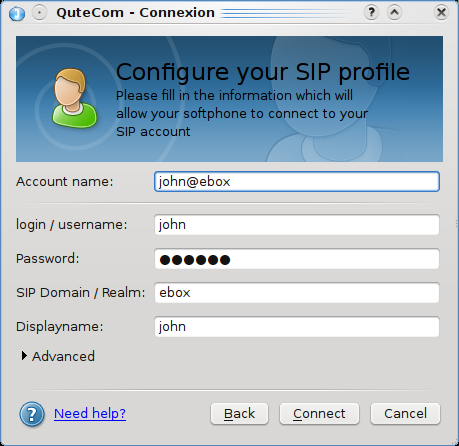 QuteCom - Connexion
Configure your SIP profile
Please fill in the information which will
allow your softphone to connect to your
SIP account
Account name: john@ebox
login / username: john
Password: ●●●●●●
SIP Domain / Realm: ebox
Displayname: john
Advanced
Need help? Back Connect Cancel